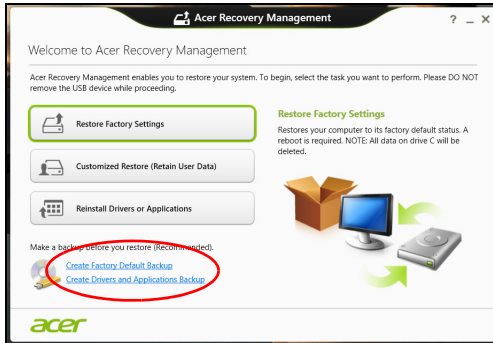 Acer Recovery Management
? _ X
Welcome to Acer Recovery Management
Acer Recovery Management enables you to restore your system. To begin, select the task you want to perform. Please DO NOT
remove the USB device while proceeding.
Restore Factory Settings
Customized Restore (Retain User Data)
Reinstall Drivers or Applications
Restore Factory Settings
Restores your computer to its factory default status. A
reboot is required. NOTE: All data on drive C will be
deleted.
Make a backup before you restore (Recommended).
Create Factory Default Backup
Create Drivers and Applications Backup
acer